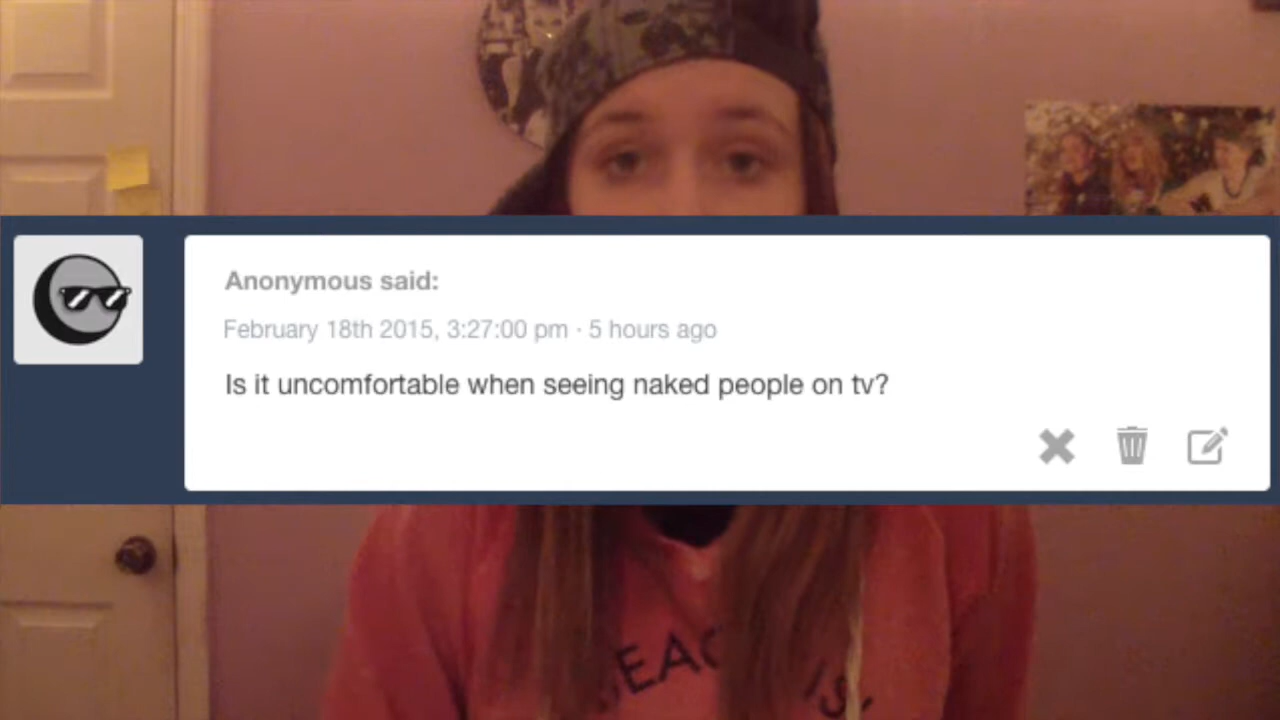 Anonymous said:
February 18th 2015, 3:27:00 pm · 5 hours ago
Is it uncomfortable when seeing naked people on tv?